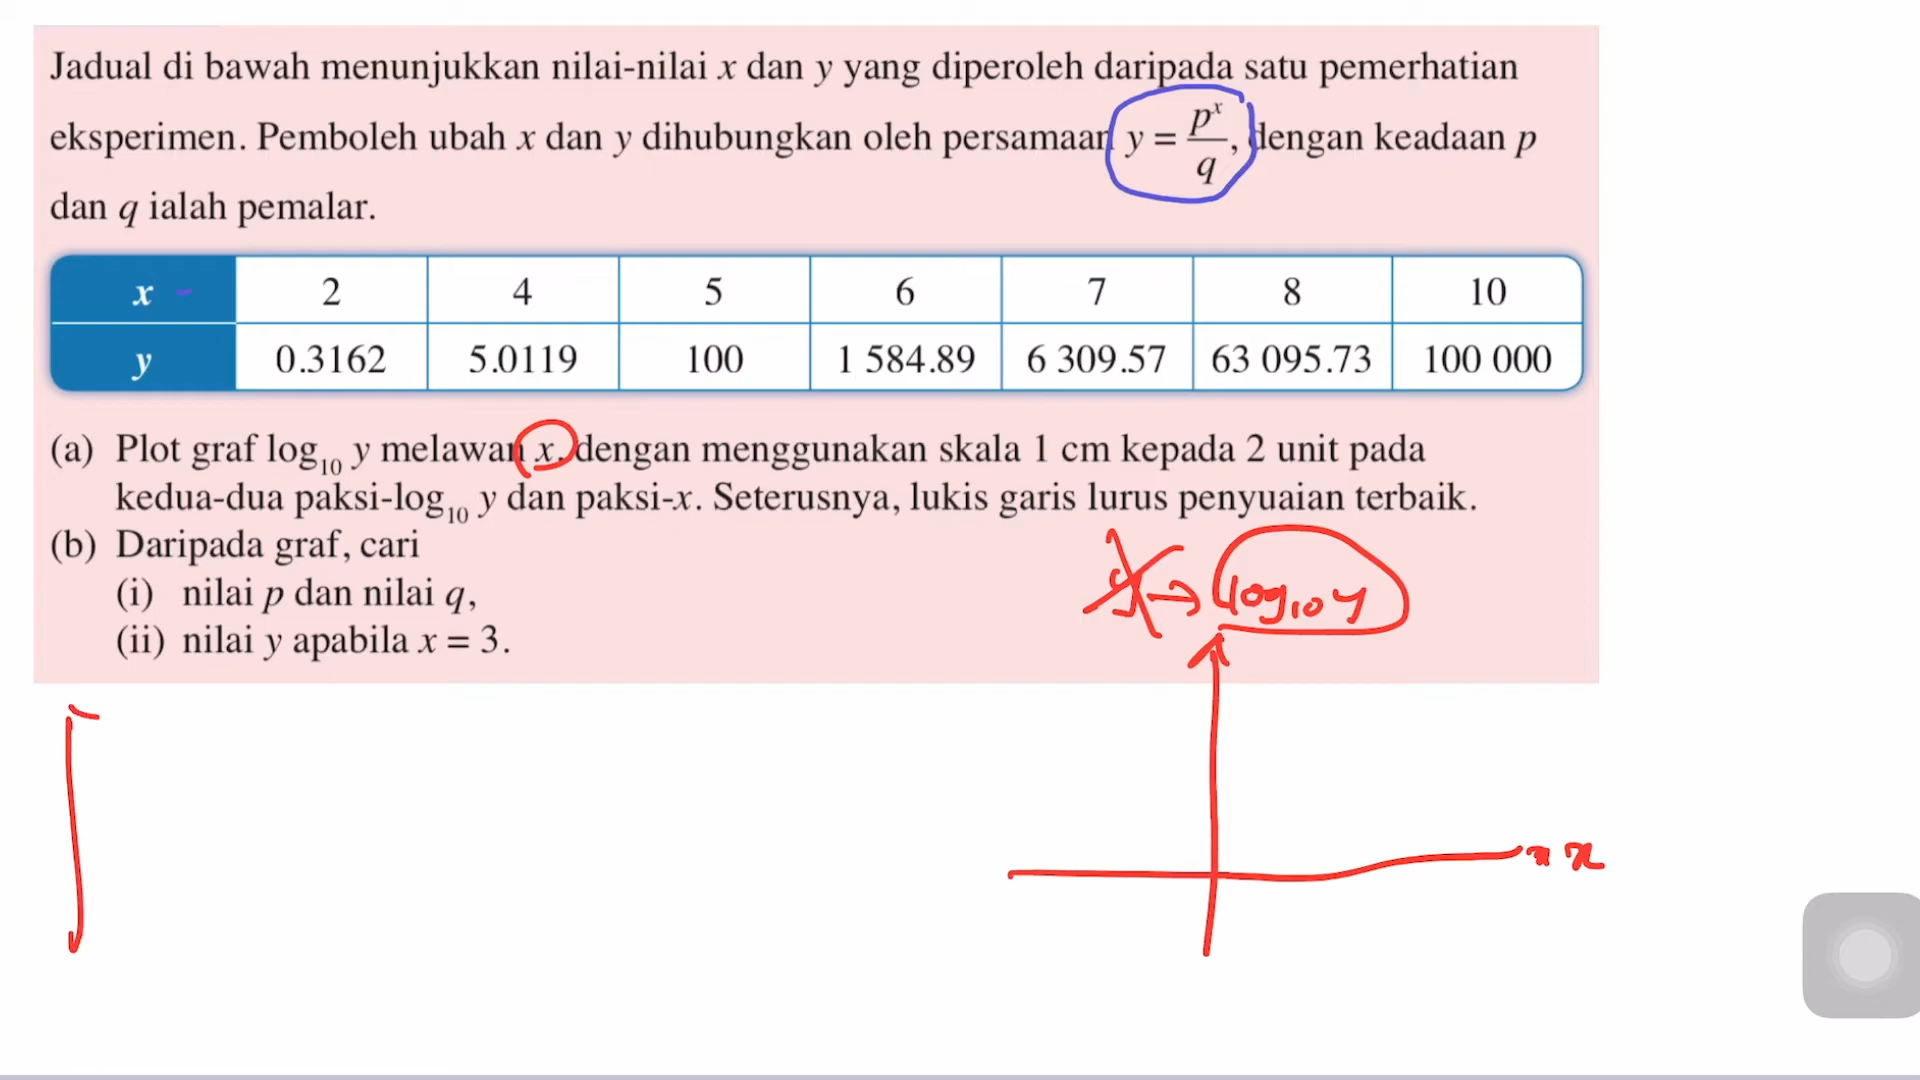 Jadual di bawah menunjukkan nilai-nilai x dan y yang diperoleh daripada satu pemerhatian
eksperimen. Pemboleh ubah x dan y dihubungkan oleh persamaan y = pˣ/q, dengan keadaan p
dan q ialah pemalar.
x 2 4 5 6 7 8 10
y 0.3162 5.0119 100 1 584.89 6 309.57 63 095.73 100 000
(a) Plot graf log₁₀ y melawan x, dengan menggunakan skala 1 cm kepada 2 unit pada
kedua-dua paksi-log₁₀ y dan paksi-x. Seterusnya, lukis garis lurus penyuaian terbaik.
(b) Daripada graf, cari
(i) nilai p dan nilai q,
(ii) nilai y apabila x = 3.
y → log₁₀ y
x